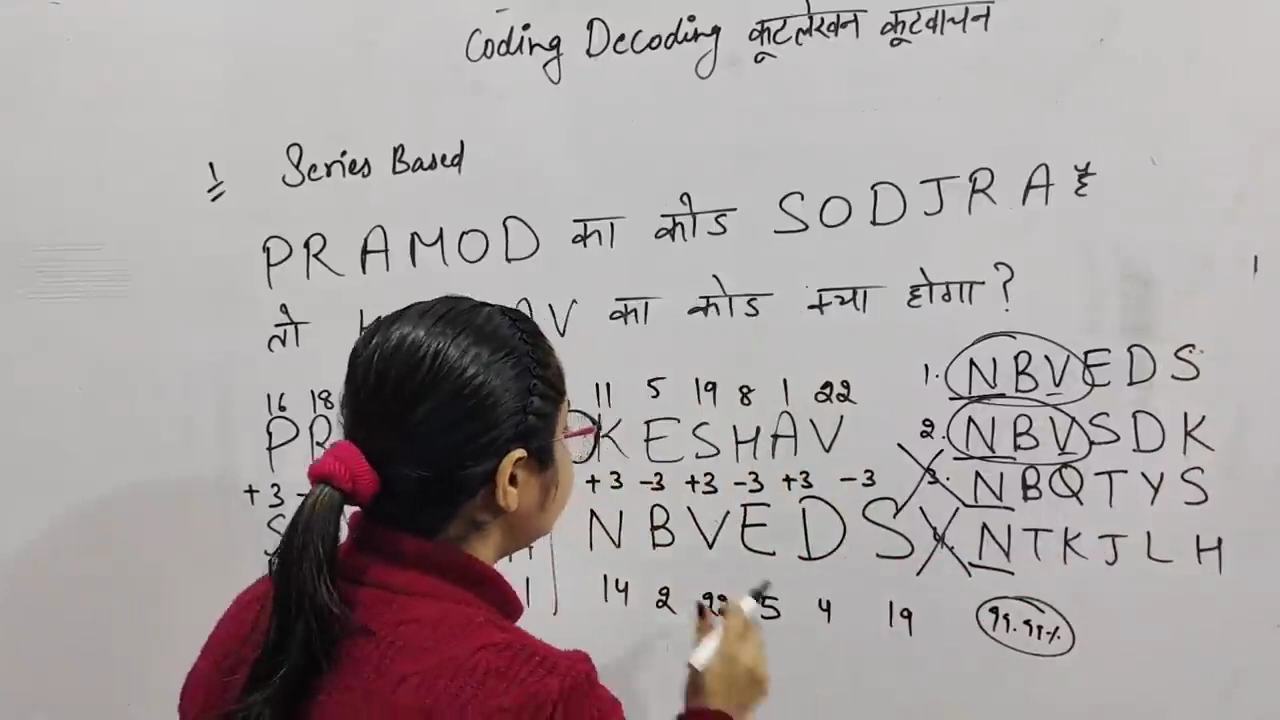 Coding Decoding कूटलेखन कूटवाचन
1 Series Based
PRAMOD का कोड SODJRA है
तो AV का कोड क्या होगा?
16 18 11 5 19 8 1 22
PR KESHAV
+3 +3 -3 +3 -3 +3 -3
NBVEDS
1 14 2 22 5 4 19
1. NBVEDS
2. NBVSDK
3. NBQTYS
4. NTKJLH
99.99%